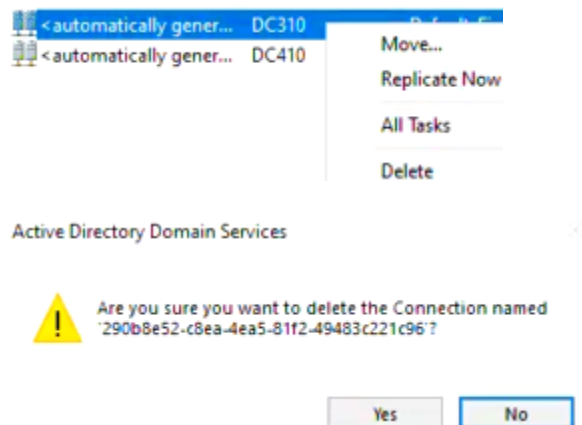 <automatically gener... DC310
<automatically gener... DC410
Move...
Replicate Now
All Tasks
Delete
Active Directory Domain Services
Are you sure you want to delete the Connection named
'290b8e52-c8ea-4ea5-81f2-49483c221c96'?
Yes No